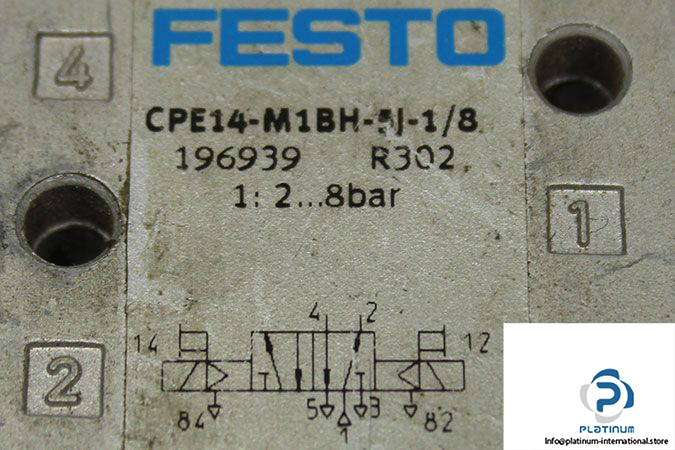 FESTO
4
CPE14-M1BH-5J-1/8
196939 R302
1: 2...8bar
1
4 2
14 12
2
84 5 3 82
1
PLATINUM
Info@platinum-international.store